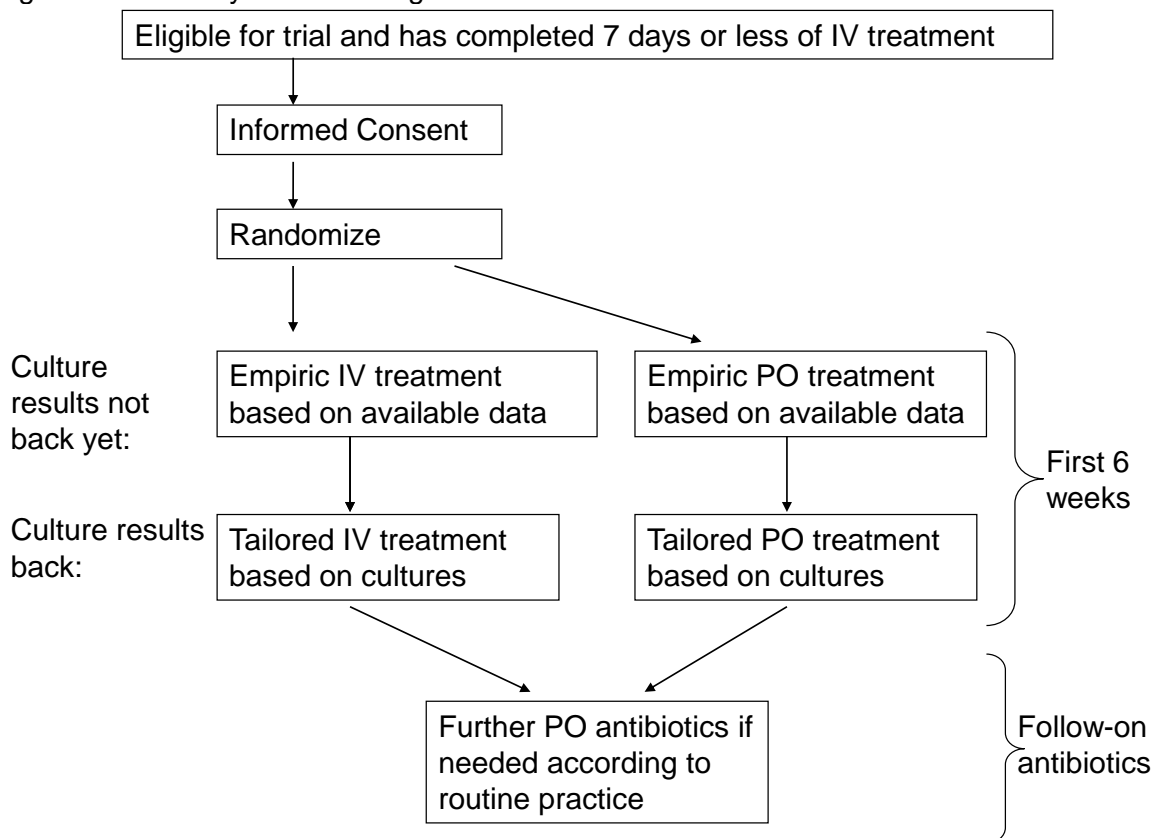 Eligible for trial and has completed 7 days or less of IV treatment
Informed Consent
Randomize
Culture
results not
back yet:
Empiric IV treatment
based on available data
Empiric PO treatment
based on available data
First 6
weeks
Culture results
back:
Tailored IV treatment
based on cultures
Tailored PO treatment
based on cultures
Further PO antibiotics if
needed according to
routine practice
Follow-on
antibiotics